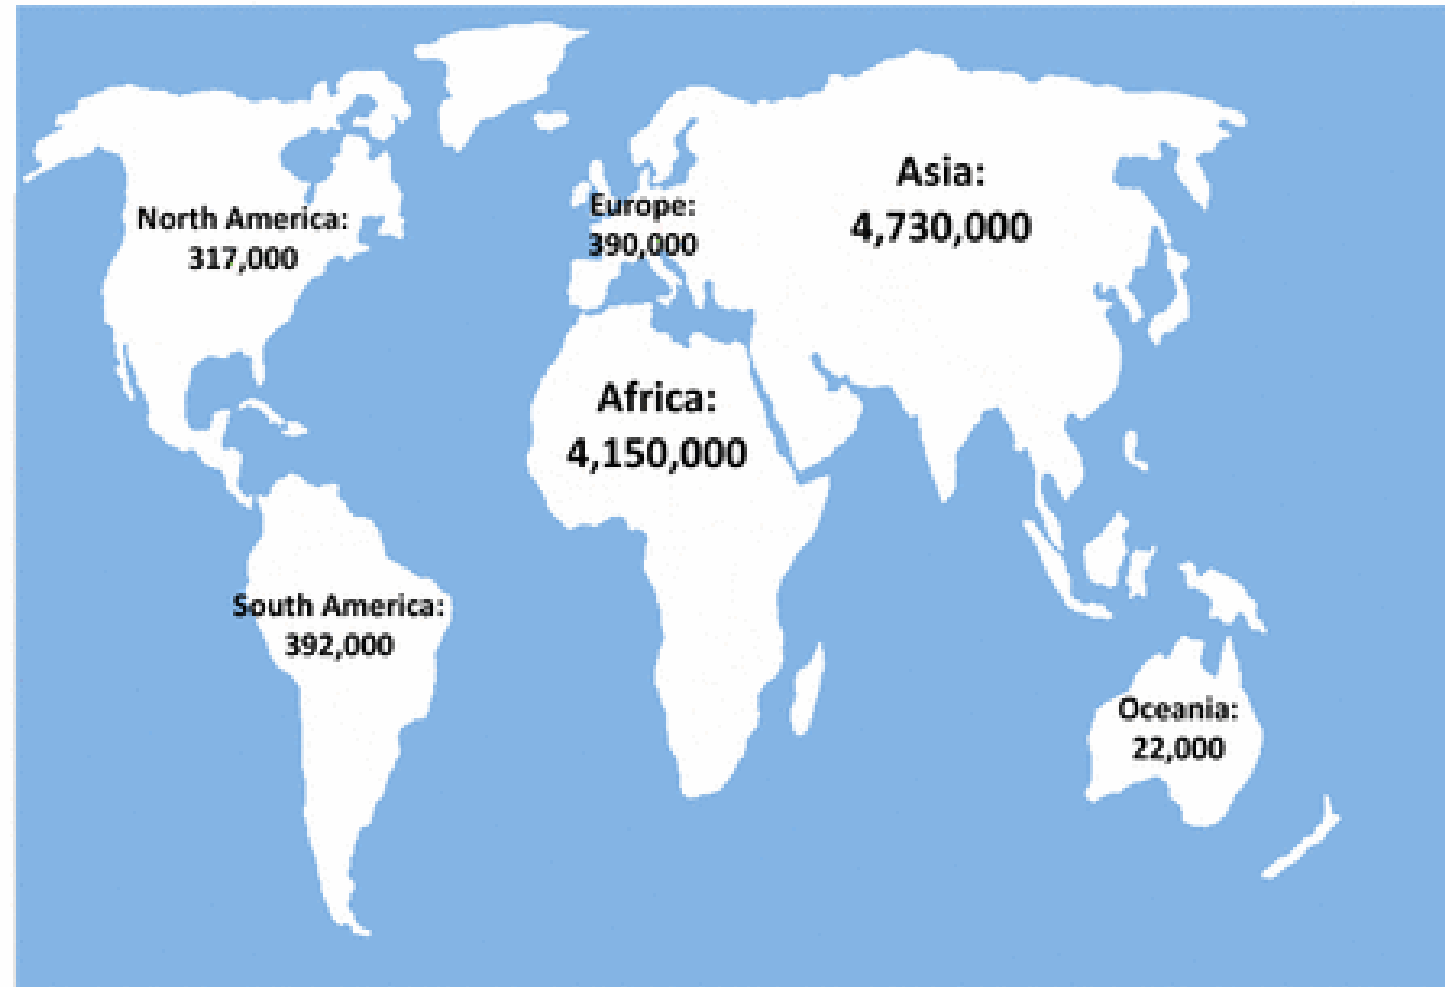 North America:
317,000
Europe:
390,000
Asia:
4,730,000
Africa:
4,150,000
South America:
392,000
Oceania:
22,000